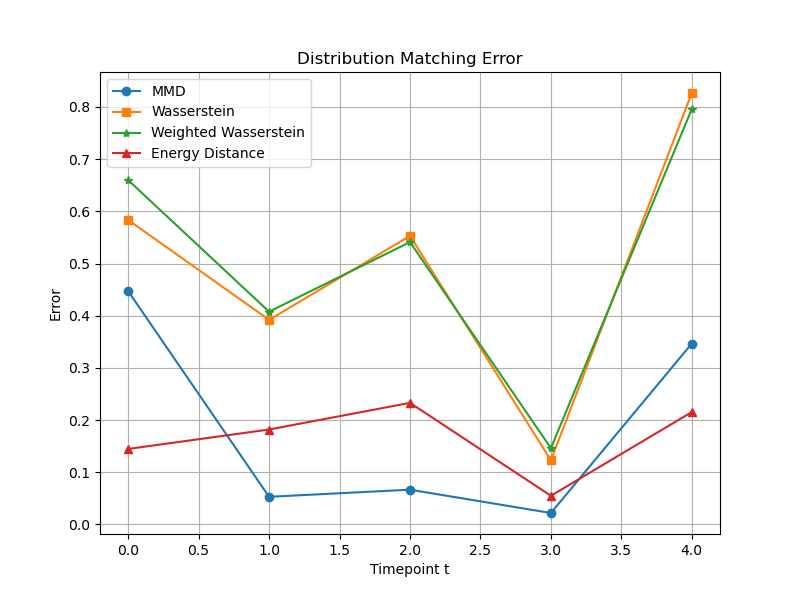 Distribution Matching Error
MMD
Wasserstein
Weighted Wasserstein
Energy Distance
Error
0.8
0.7
0.6
0.5
0.4
0.3
0.2
0.1
0.0
0.0 0.5 1.0 1.5 2.0 2.5 3.0 3.5 4.0
Timepoint t